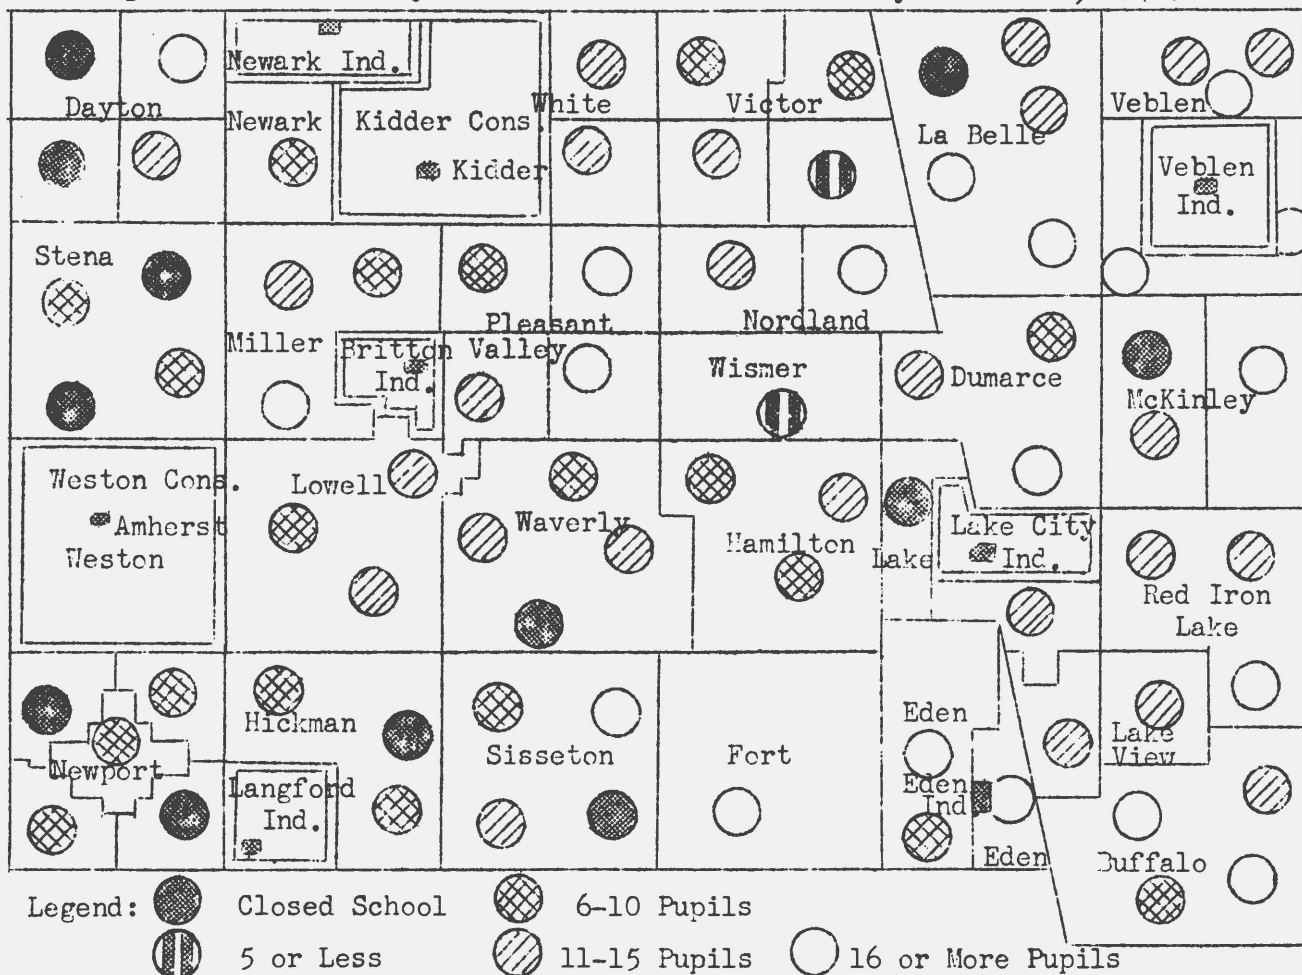 Newark Ind.
Dayton
Newark
Kidder Cons.
White
Victor
Veblen
La Belle
Kidder
Veblen
Ind.
Stena
Miller
Pleasant
Valley
Nordland
Britton
Ind.
Wismer
Dumarce
McKinley
Weston Cons.
Amherst
Weston
Lowell
Waverly
Hamilton
Lake
Lake City
Ind.
Red Iron
Lake
Newport
Hickman
Langford
Ind.
Sisseton
Fort
Eden
Eden
Ind
Eden
Lake
View
Buffalo
Legend: Closed School 6-10 Pupils
5 or Less 11-15 Pupils 16 or More Pupils